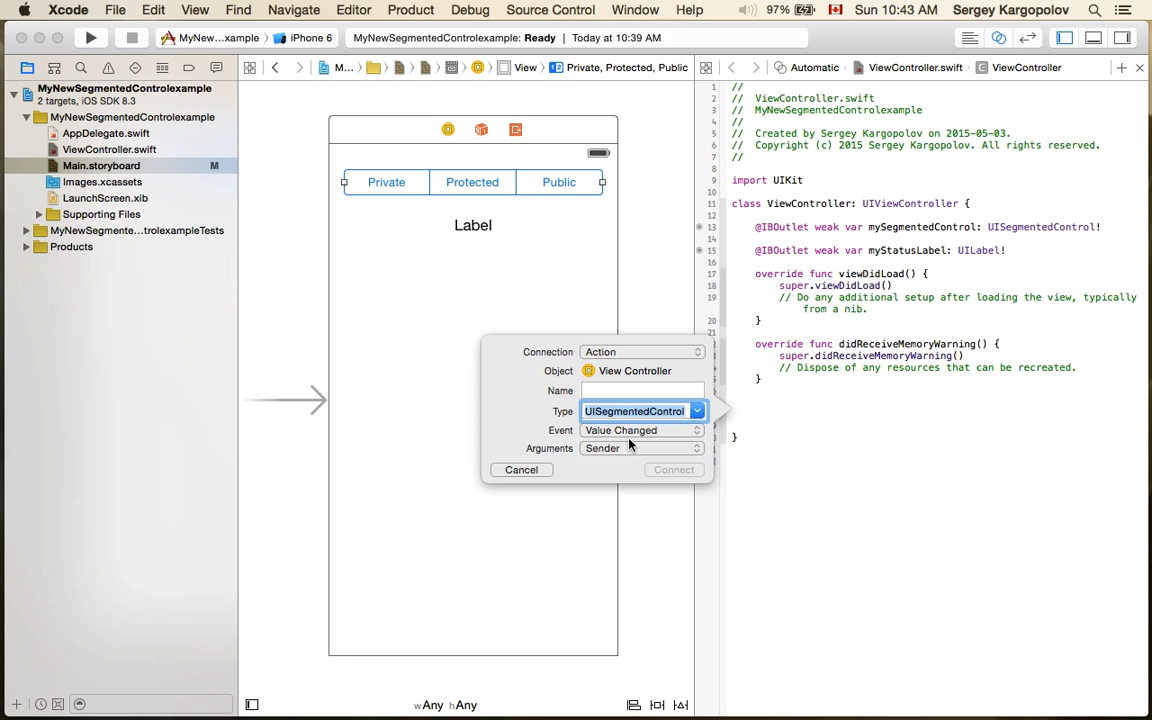 Xcode File Edit View Find Navigate Editor Product Debug Source Control Window Help 97% Sun 10:43 AM Sergey Kargopolov
MyNew...xample iPhone 6 MyNewSegmentedControlexample: Ready | Today at 10:39 AM
M... View Private, Protected, Public Automatic ViewController.swift ViewController
MyNewSegmentedControlexample
2 targets, iOS SDK 8.3
MyNewSegmentedControlexample
AppDelegate.swift
ViewController.swift
Main.storyboard M
Images.xcassets
LaunchScreen.xib
Supporting Files
MyNewSegmente...trolexampleTests
Products
Private Protected Public
Label
Connection Action
Object View Controller
Name
Type UISegmentedControl
Event Value Changed
Arguments Sender
Cancel Connect
wAny hAny
1 //
2 // ViewController.swift
3 // MyNewSegmentedControlexample
4 //
5 // Created by Sergey Kargopolov on 2015-05-03.
6 // Copyright (c) 2015 Sergey Kargopolov. All rights reserved.
7 //
8
9 import UIKit
10
11 class ViewController: UIViewController {
12
13 @IBOutlet weak var mySegmentedControl: UISegmentedControl!
14
15 @IBOutlet weak var myStatusLabel: UILabel!
16
17 override func viewDidLoad() {
18 super.viewDidLoad()
19 // Do any additional setup after loading the view, typically
from a nib.
20 }
21
override func didReceiveMemoryWarning() {
super.didReceiveMemoryWarning()
// Dispose of any resources that can be recreated.
}
}